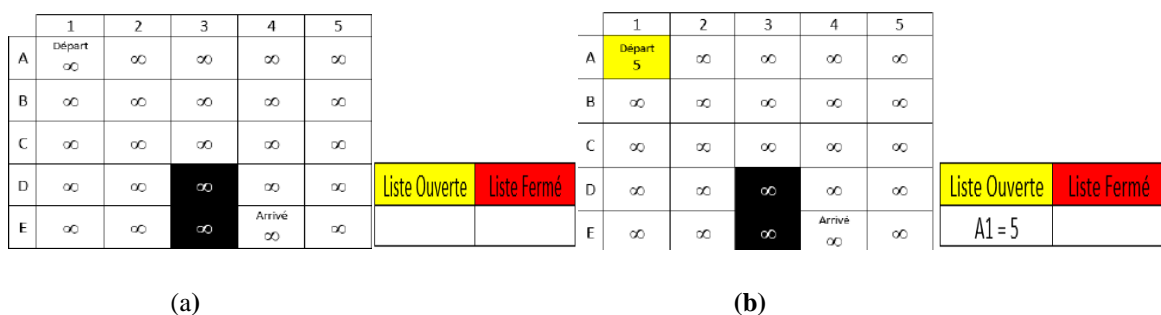 1 2 3 4 5
A Départ ∞ ∞ ∞ ∞ ∞
B ∞ ∞ ∞ ∞ ∞
C ∞ ∞ ∞ ∞ ∞
D ∞ ∞ ∞ ∞ ∞
E ∞ ∞ ∞ Arrivé ∞ ∞
Liste Ouverte Liste Fermé
(a)
1 2 3 4 5
A Départ 5 ∞ ∞ ∞ ∞
B ∞ ∞ ∞ ∞ ∞
C ∞ ∞ ∞ ∞ ∞
D ∞ ∞ ∞ ∞ ∞
E ∞ ∞ ∞ Arrivé ∞ ∞
Liste Ouverte Liste Fermé
A1 = 5
(b)